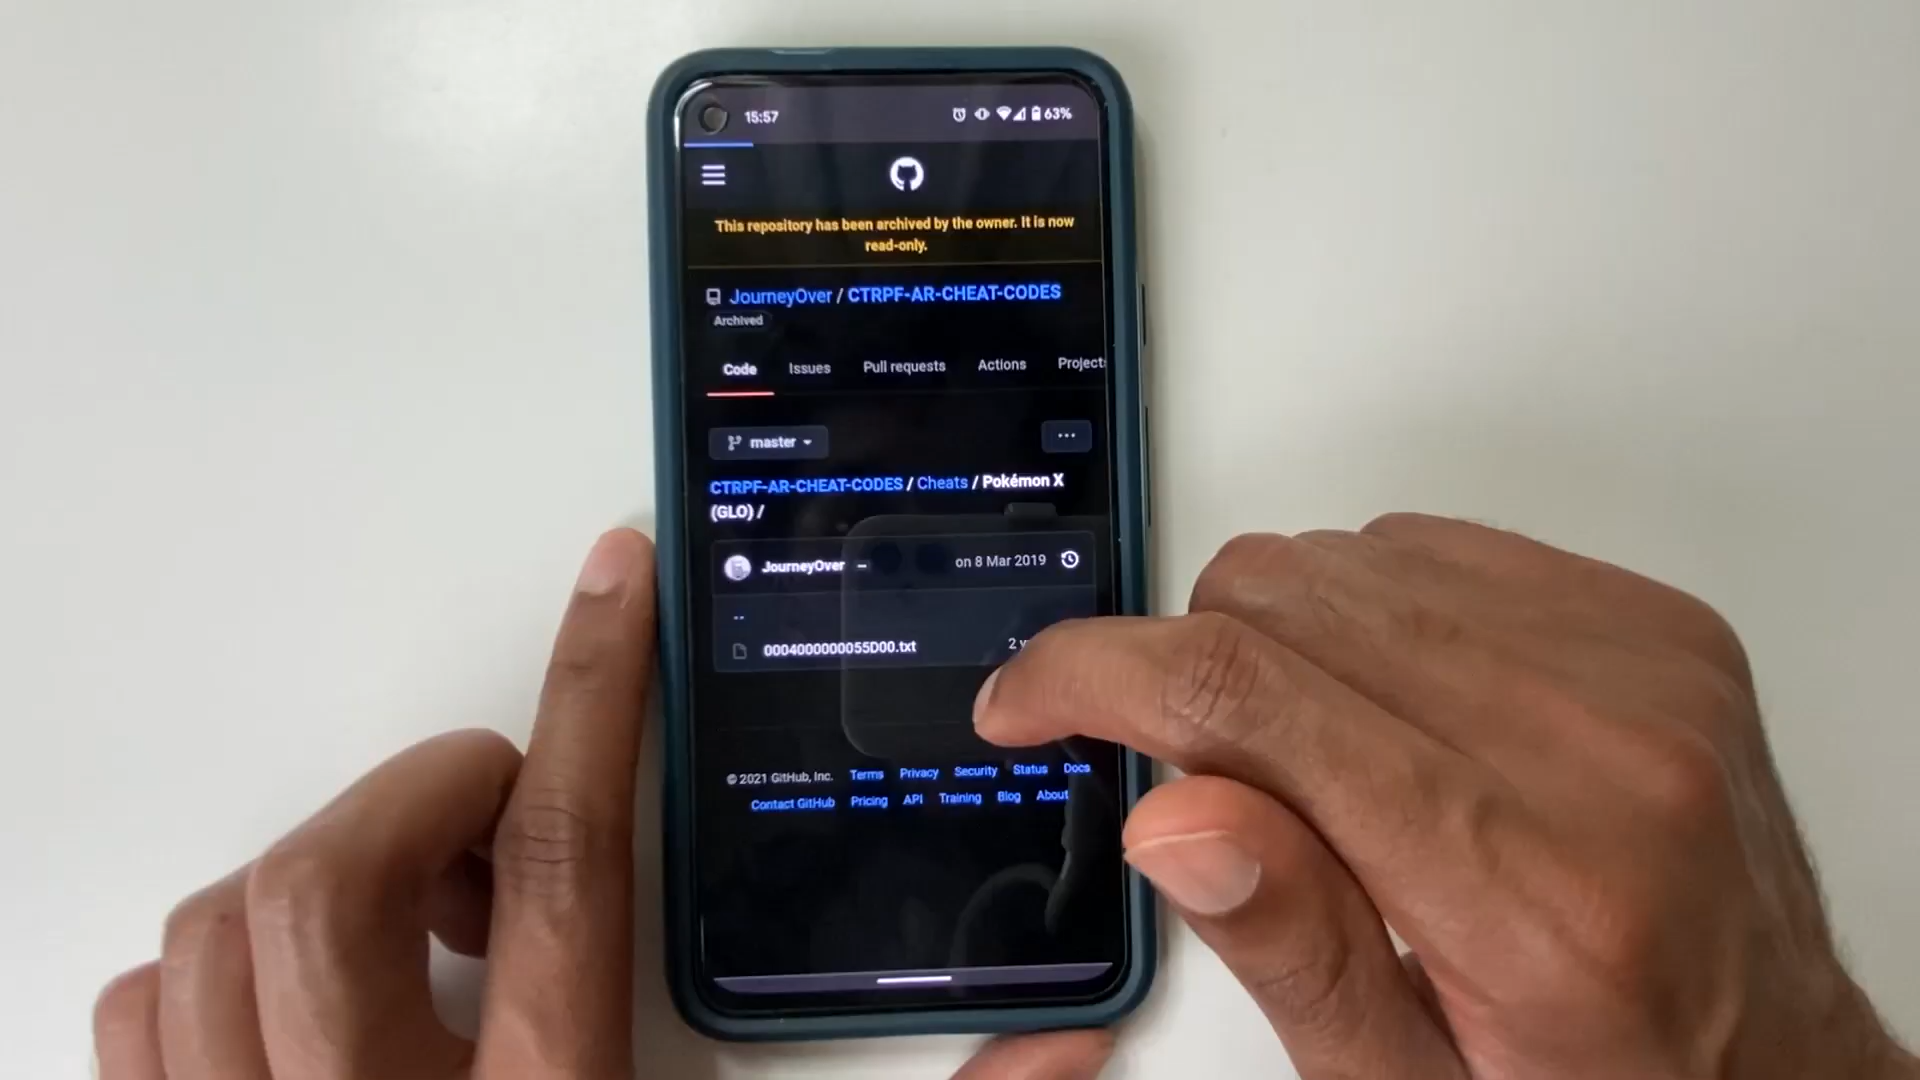 15:57
63%
This repository has been archived by the owner. It is now
read-only.
JourneyOver / CTRPF-AR-CHEAT-CODES
Archived
Code Issues Pull requests Actions Projects
master
CTRPF-AR-CHEAT-CODES / Cheats / Pokémon X
(GLO) /
JourneyOver – on 8 Mar 2019
..
0004000000055D00.txt 2
© 2021 GitHub, Inc. Terms Privacy Security Status Docs
Contact GitHub Pricing API Training Blog About